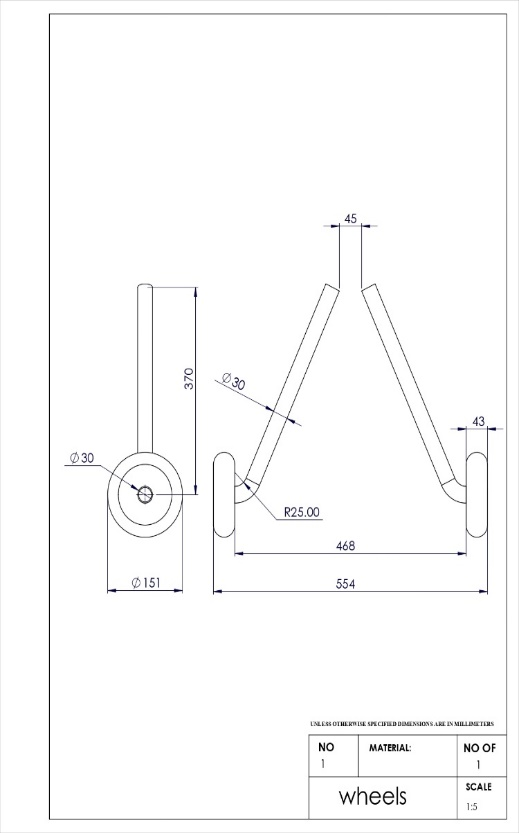 45
370
Ø30
43
Ø30
R25.00
468
Ø151
554
UNLESS OTHERWISE SPECIFIED DIMENSIONS ARE IN MILLIMETERS
NO MATERIAL: NO OF
1 1
wheels SCALE
1:5